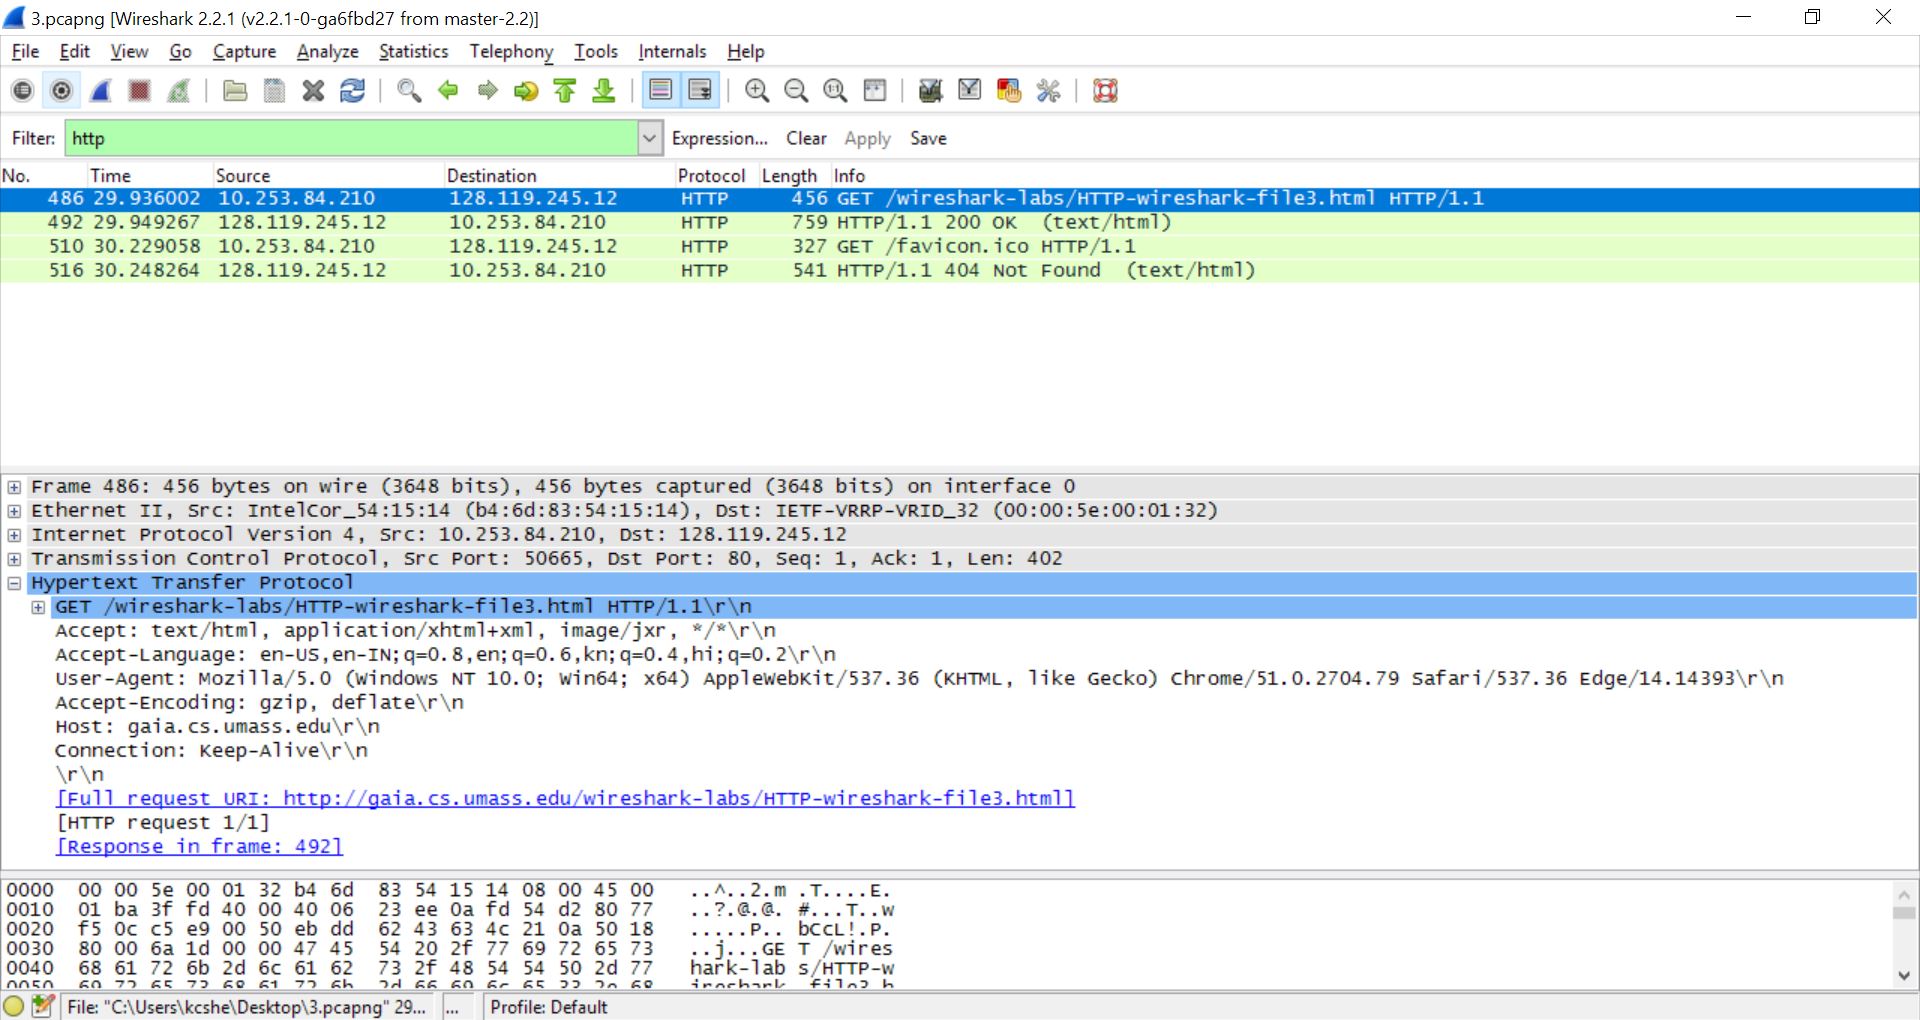 3.pcapng [Wireshark 2.2.1 (v2.2.1-0-ga6fbd27 from master-2.2)]
File Edit View Go Capture Analyze Statistics Telephony Tools Internals Help
Filter: http Expression... Clear Apply Save
No. Time Source Destination Protocol Length Info
486 29.936002 10.253.84.210 128.119.245.12 HTTP 456 GET /wireshark-labs/HTTP-wireshark-file3.html HTTP/1.1
492 29.949267 128.119.245.12 10.253.84.210 HTTP 759 HTTP/1.1 200 OK (text/html)
510 30.229058 10.253.84.210 128.119.245.12 HTTP 327 GET /favicon.ico HTTP/1.1
516 30.248264 128.119.245.12 10.253.84.210 HTTP 541 HTTP/1.1 404 Not Found (text/html)
Frame 486: 456 bytes on wire (3648 bits), 456 bytes captured (3648 bits) on interface 0
Ethernet II, Src: IntelCor_54:15:14 (b4:6d:83:54:15:14), Dst: IETF-VRRP-VRID_32 (00:00:5e:00:01:32)
Internet Protocol Version 4, Src: 10.253.84.210, Dst: 128.119.245.12
Transmission Control Protocol, Src Port: 50665, Dst Port: 80, Seq: 1, Ack: 1, Len: 402
Hypertext Transfer Protocol
GET /wireshark-labs/HTTP-wireshark-file3.html HTTP/1.1\r\n
Accept: text/html, application/xhtml+xml, image/jxr, */*\r\n
Accept-Language: en-US,en-IN;q=0.8,en;q=0.6,kn;q=0.4,hi;q=0.2\r\n
User-Agent: Mozilla/5.0 (Windows NT 10.0; Win64; x64) AppleWebKit/537.36 (KHTML, like Gecko) Chrome/51.0.2704.79 Safari/537.36 Edge/14.14393\r\n
Accept-Encoding: gzip, deflate\r\n
Host: gaia.cs.umass.edu\r\n
Connection: Keep-Alive\r\n
\r\n
[Full request URI: http://gaia.cs.umass.edu/wireshark-labs/HTTP-wireshark-file3.html]
[HTTP request 1/1]
[Response in frame: 492]
0000 00 00 5e 00 01 32 b4 6d 83 54 15 14 08 00 45 00 ..^..2.m .T....E.
0010 01 ba 3f fd 40 00 40 06 23 ee 0a fd 54 d2 80 77 ..?.@.@. #...T..w
0020 f5 0c c5 e9 00 50 eb dd 62 43 63 4c 21 0a 50 18 .....P.. bCcL!.P.
0030 80 00 6a 1d 00 00 47 45 54 20 2f 77 69 72 65 73 ..j...GE T /wires
0040 68 61 72 6b 2d 6c 61 62 73 2f 48 54 54 50 2d 77 hark-lab s/HTTP-w
0050 69 72 65 73 68 61 72 6b 2d 66 69 6c 65 33 2e 68 ireshark -file3.h
File: "C:\Users\kcshe\Desktop\3.pcapng" 29... ... Profile: Default